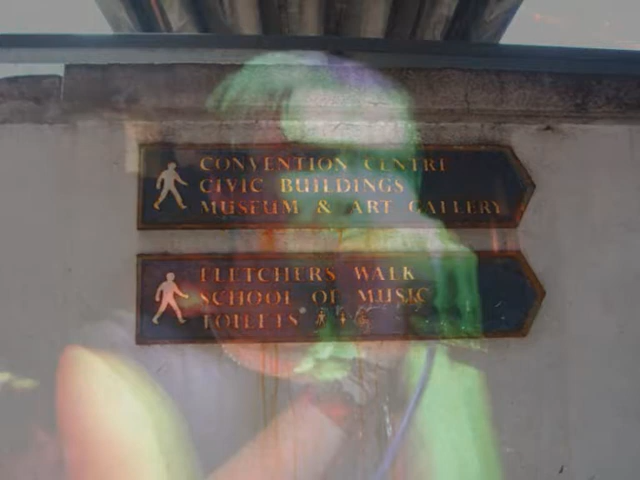 CONVENTION CENTRE
CIVIC BUILDINGS
MUSEUM & ART GALLERY
FLETCHERS WALK
SCHOOL OF MUSIC
TOILETS